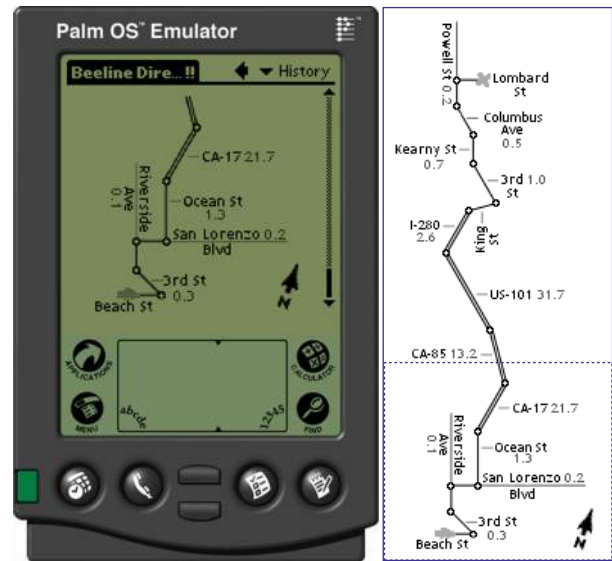 Palm OS™ Emulator
Beeline Dire... !!
History
CA-17 21.7
Riverside
Ave
0.1
Ocean St
1.3
San Lorenzo 0.2
Blvd
3rd St
0.3
Beach St
N
APPLICATIONS
MENU
CALCULATOR
FIND
abcde
12345
Powell St 0.2
Lombard
St
Columbus
Ave
0.5
Kearny St
0.7
3rd 1.0
St
King
St
I-280
2.6
US-101 31.7
CA-85 13.2
CA-17 21.7
Riverside
Ave
0.1
Ocean St
1.3
San Lorenzo 0.2
Blvd
3rd St
0.3
Beach St
N